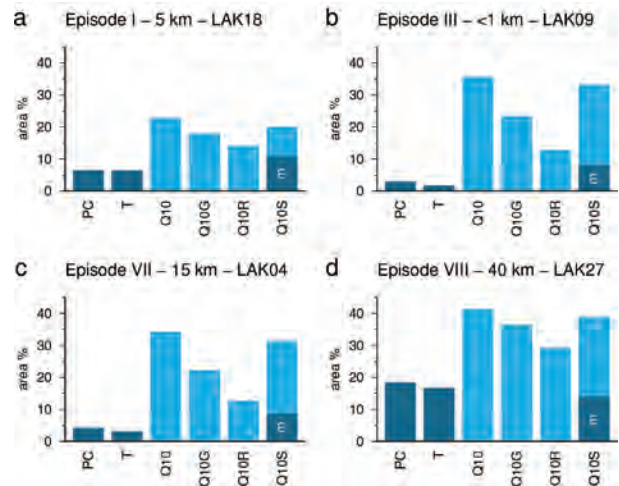 a Episode I – 5 km – LAK18
area %
40
30
20
10
0
PC
T
Q10
Q10G
Q10R
Q10S
m
b Episode III – <1 km – LAK09
area %
40
30
20
10
0
PC
T
Q10
Q10G
Q10R
Q10S
m
c Episode VII – 15 km – LAK04
area %
40
30
20
10
0
PC
T
Q10
Q10G
Q10R
Q10S
m
d Episode VIII – 40 km – LAK27
area %
40
30
20
10
0
PC
T
Q10
Q10G
Q10R
Q10S
m